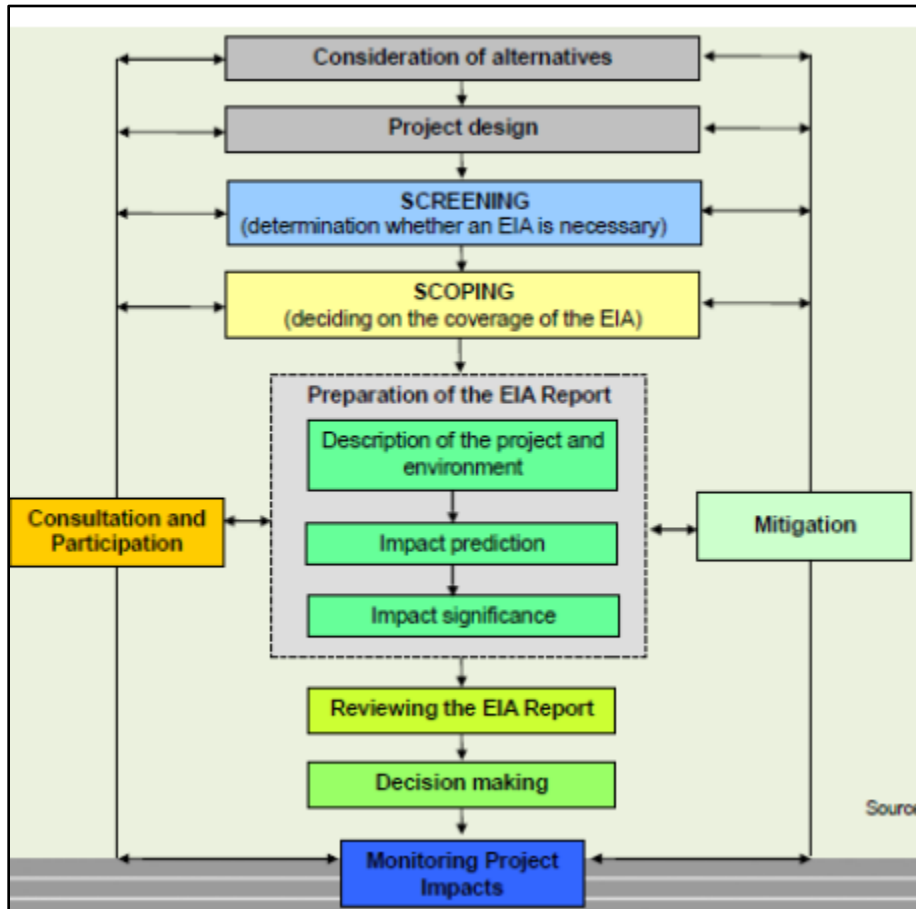 Consideration of alternatives
Project design
SCREENING
(determination whether an EIA is necessary)
SCOPING
(deciding on the coverage of the EIA)
Preparation of the EIA Report
Description of the project and
environment
Consultation and
Participation
Impact prediction
Mitigation
Impact significance
Reviewing the EIA Report
Decision making
Source
Monitoring Project
Impacts